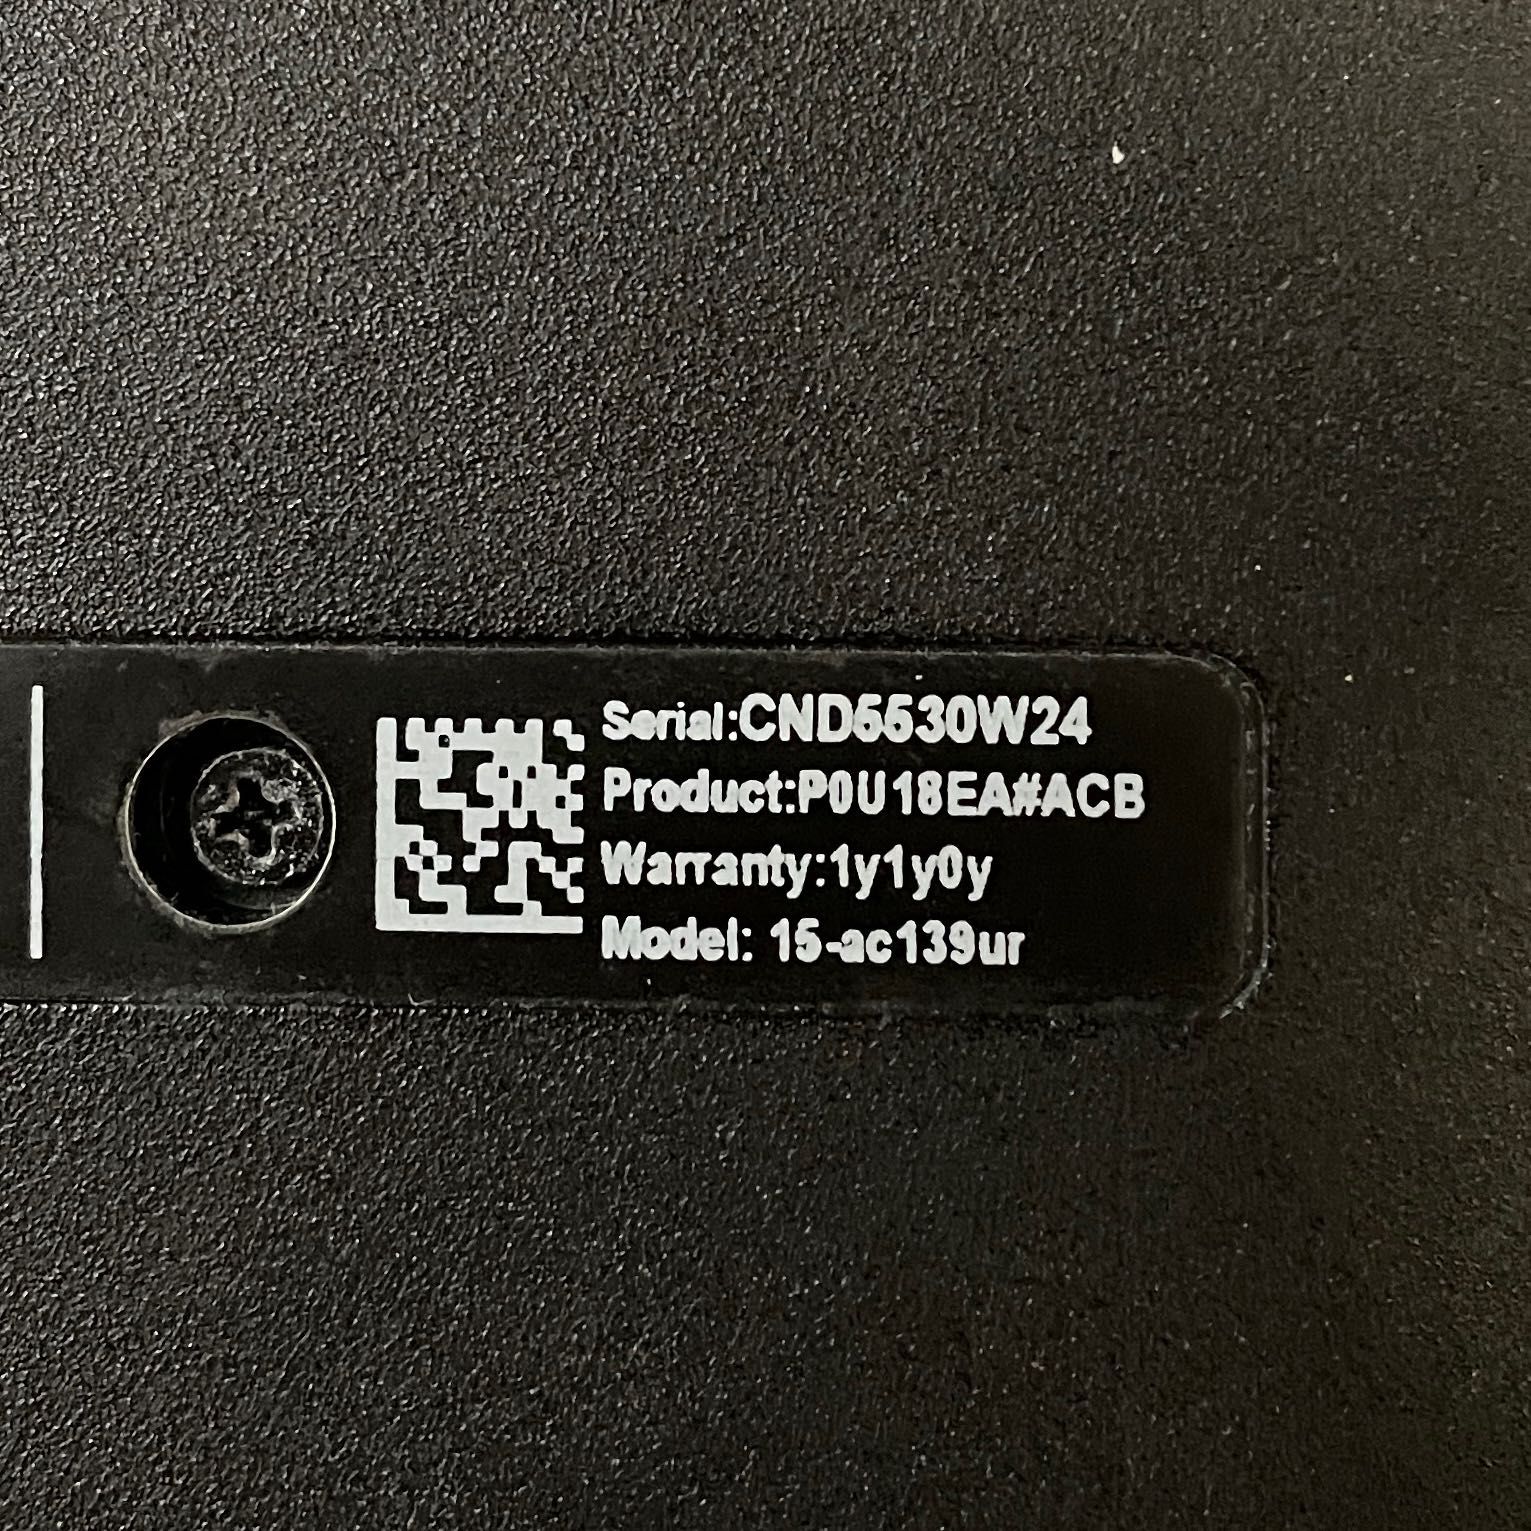 Serial:CND5530W24
Product:P0U18EA#ACB
Warranty:1y1y0y
Model: 15-ac139ur